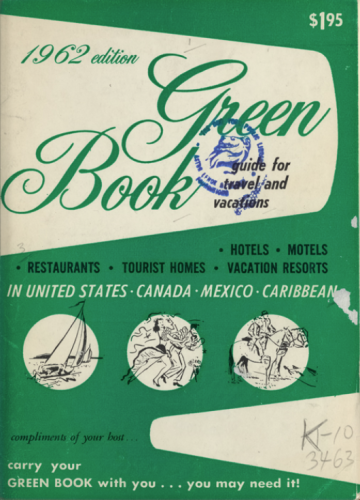 $1.95
1962 edition
Green
Book
guide for
travel and
vacations
• HOTELS • MOTELS
• RESTAURANTS • TOURIST HOMES • VACATION RESORTS
IN UNITED STATES · CANADA · MEXICO · CARIBBEAN
compliments of your host...
carry your
GREEN BOOK with you . . . you may need it!
3463